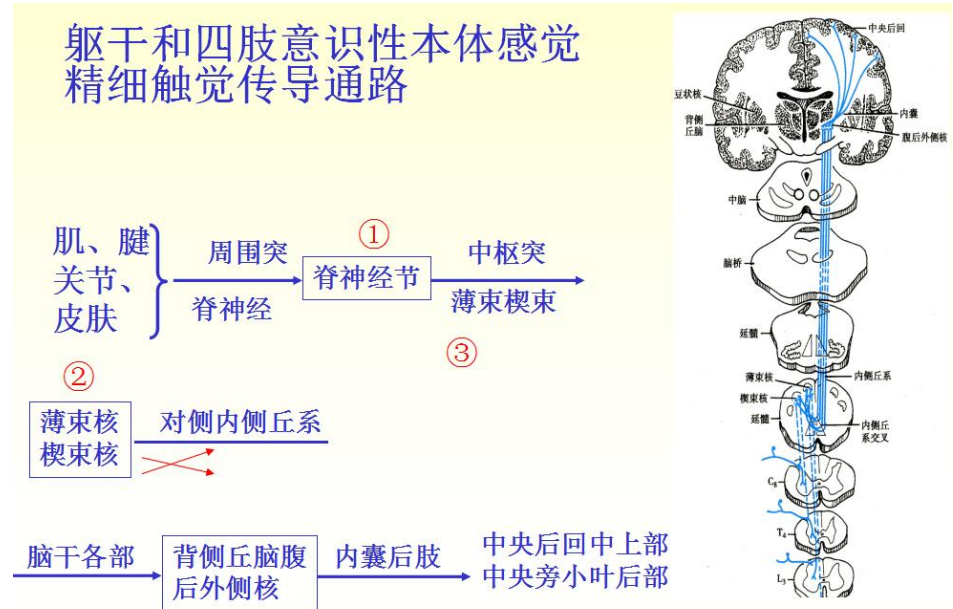 躯干和四肢意识性本体感觉
精细触觉传导通路
肌、腱
关节、
皮肤
周围突
脊神经
①
脊神经节
中枢突
薄束楔束
③
②
薄束核
楔束核
对侧内侧丘系
脑干各部
背侧丘脑腹
后外侧核
内囊后肢
中央后回中上部
中央旁小叶后部
中央后回
豆状核
背侧
丘脑
内囊
腹后外侧核
中脑
脑桥
延髓
薄束核
内侧丘系
楔束核
延髓
内侧丘
系交叉
C₈
T₄
L₃